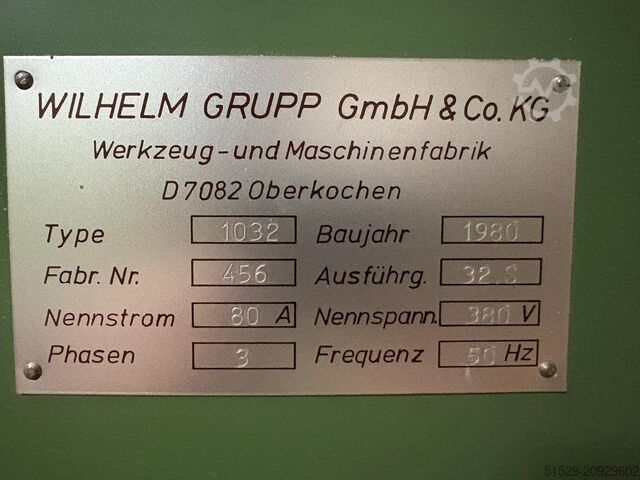 WILHELM GRUPP GmbH & Co. KG
Werkzeug-und Maschinenfabrik
D7082 Oberkochen
Type 1032 Baujahr 1980
Fabr. Nr. 456 Ausführg. 32.S
Nennstrom 80 A Nennspann. 380 V
Phasen 3 Frequenz 50 Hz
51529-20929602